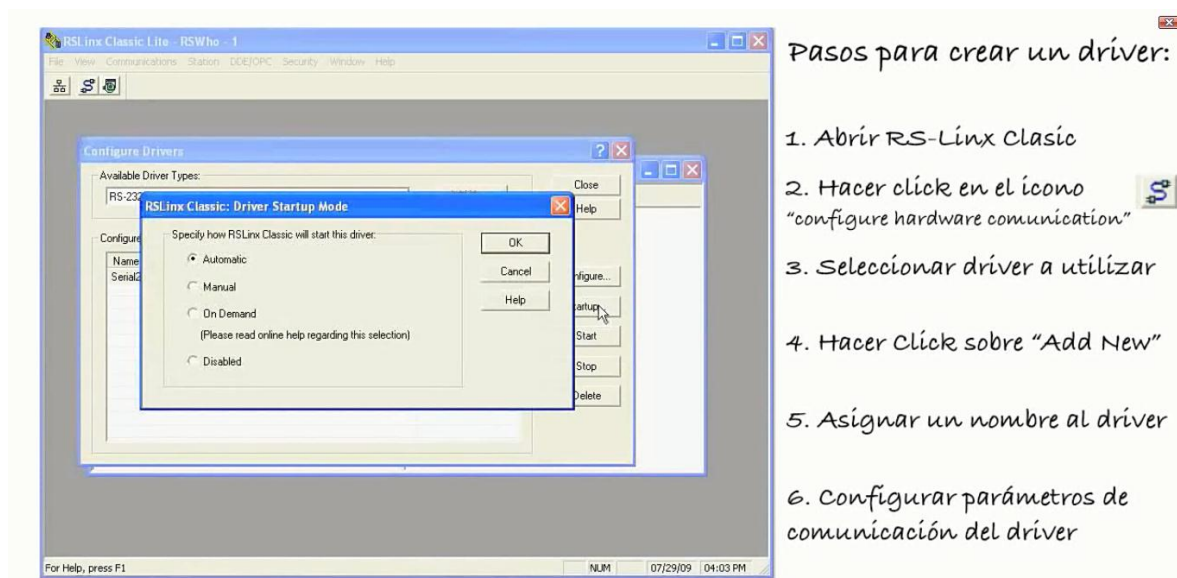 RSLinx Classic Lite - RSWho - 1
File View Communications Station DDE/OPC Security Window Help
Configure Drivers
Available Driver Types:
RS-232
Close
Help
RSLinx Classic: Driver Startup Mode
Specify how RSLinx Classic will start this driver:
Automatic
Manual
On Demand
(Please read online help regarding this selection)
Disabled
OK
Cancel
Help
Configure
Name
Serial2
nfigure...
artup
Start
Stop
Delete
For Help, press F1
NUM
07/29/09
04:03 PM
Pasos para crear un driver:
1. Abrir RS-Linx Clasic
2. Hacer click en el ícono
“configure hardware comunication”
3. Seleccionar driver a utilizar
4. Hacer Click sobre “Add New”
5. Asignar un nombre al driver
6. Configurar parámetros de
comunicación del driver